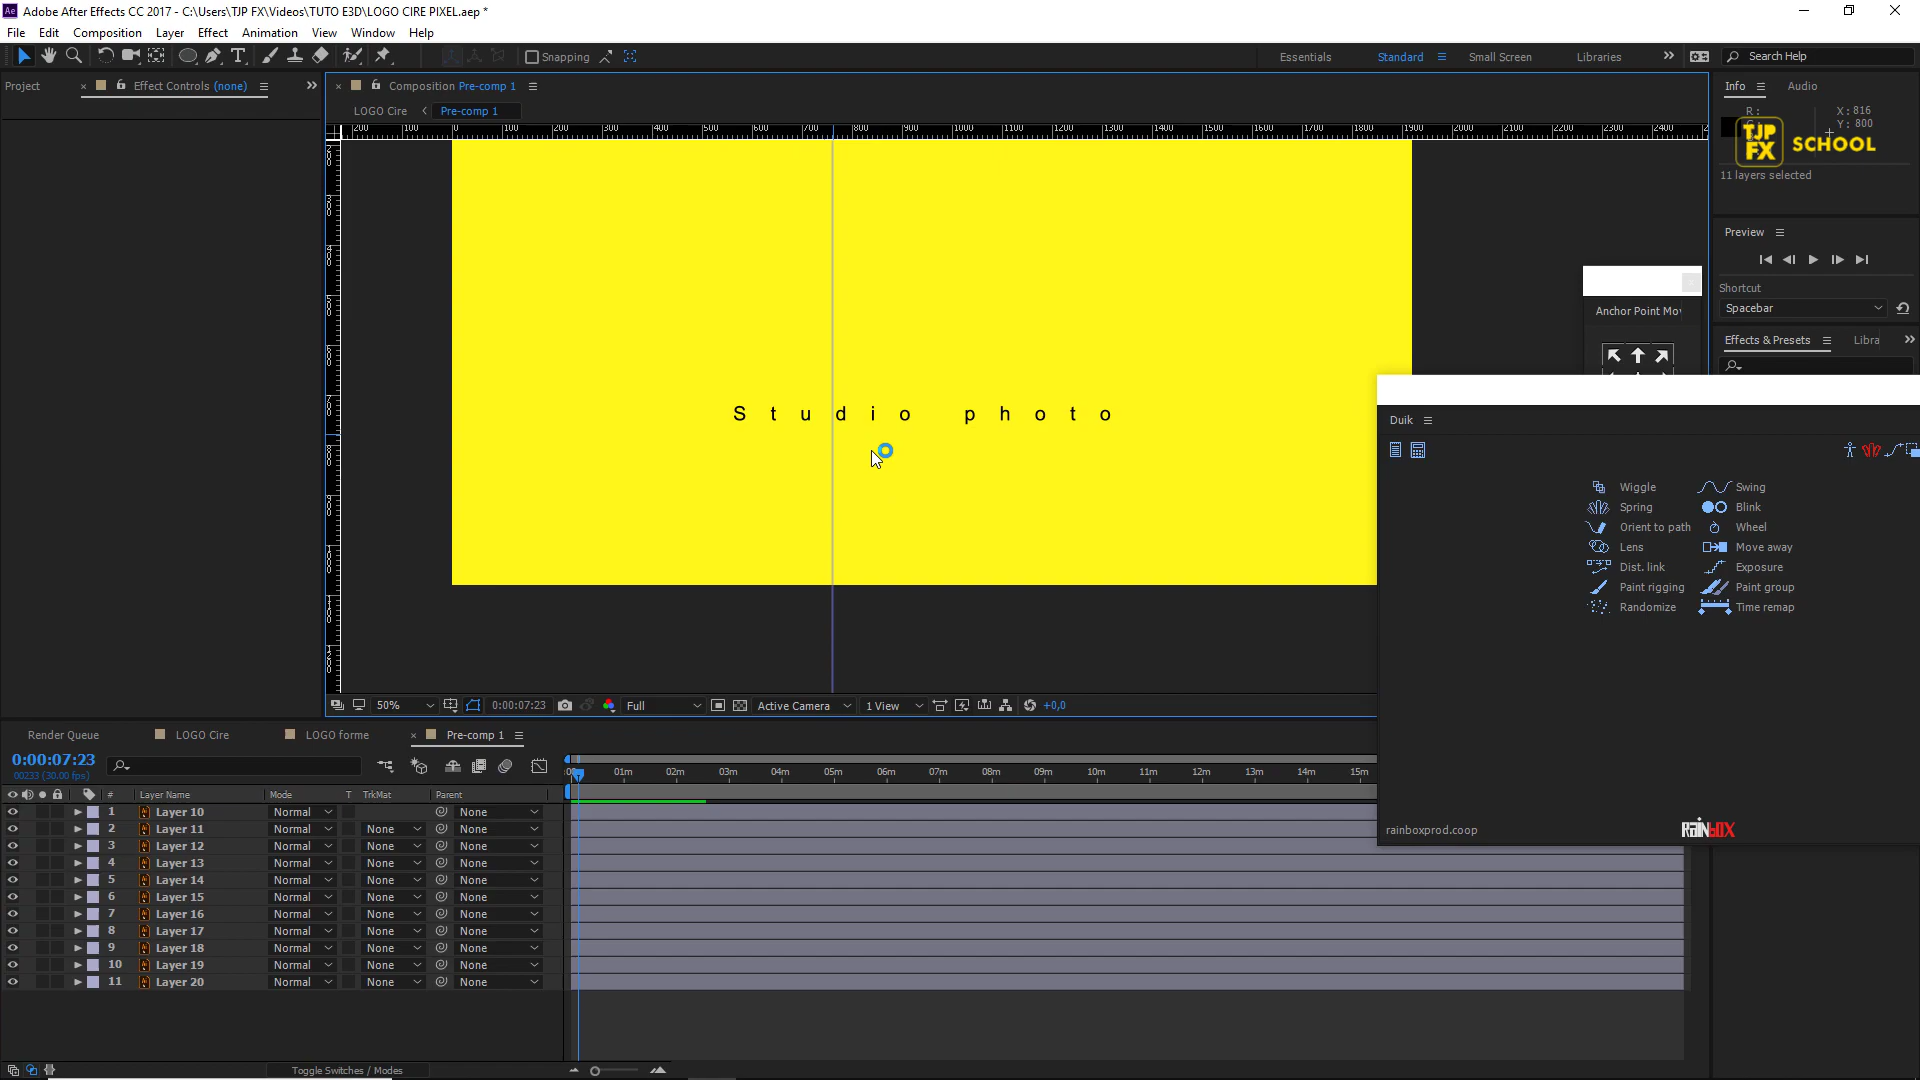 Adobe After Effects CC 2017 - C:\Users\TJP FX\Videos\TUTO E3D\LOGO CIRE PIXEL.aep *
File Edit Composition Layer Effect Animation View Window Help
Snapping Essentials Standard Small Screen Libraries Search Help
Project Effect Controls (none) Composition Pre-comp 1 Info Audio
LOGO Cire Pre-comp 1 R: X: 816
Y: 800
TJP FX SCHOOL
11 layers selected
200 100 0 100 200 300 400 500 600 700 800 900 1000 1100 1200 1300 1400 1500 1600 1700 1800 1900 2000 2100 2200 2300 2400
Preview
Shortcut
Spacebar
Anchor Point Mov
Effects & Presets Libra
Studio photo
Duik
Wiggle Swing
Spring Blink
Orient to path Wheel
Lens Move away
Dist. link Exposure
Paint rigging Paint group
Randomize Time remap
rainboxprod.coop RainBOX
50% 0:00:07:23 Full Active Camera 1 View +0,0
Render Queue LOGO Cire LOGO forme Pre-comp 1
0:00:07:23
00233 (30.00 fps)
:00 01m 02m 03m 04m 05m 06m 07m 08m 09m 10m 11m 12m 13m 14m 15m
# Layer Name Mode T TrkMat Parent
1 Layer 10 Normal None
2 Layer 11 Normal None None
3 Layer 12 Normal None None
4 Layer 13 Normal None None
5 Layer 14 Normal None None
6 Layer 15 Normal None None
7 Layer 16 Normal None None
8 Layer 17 Normal None None
9 Layer 18 Normal None None
10 Layer 19 Normal None None
11 Layer 20 Normal None None
Toggle Switches / Modes